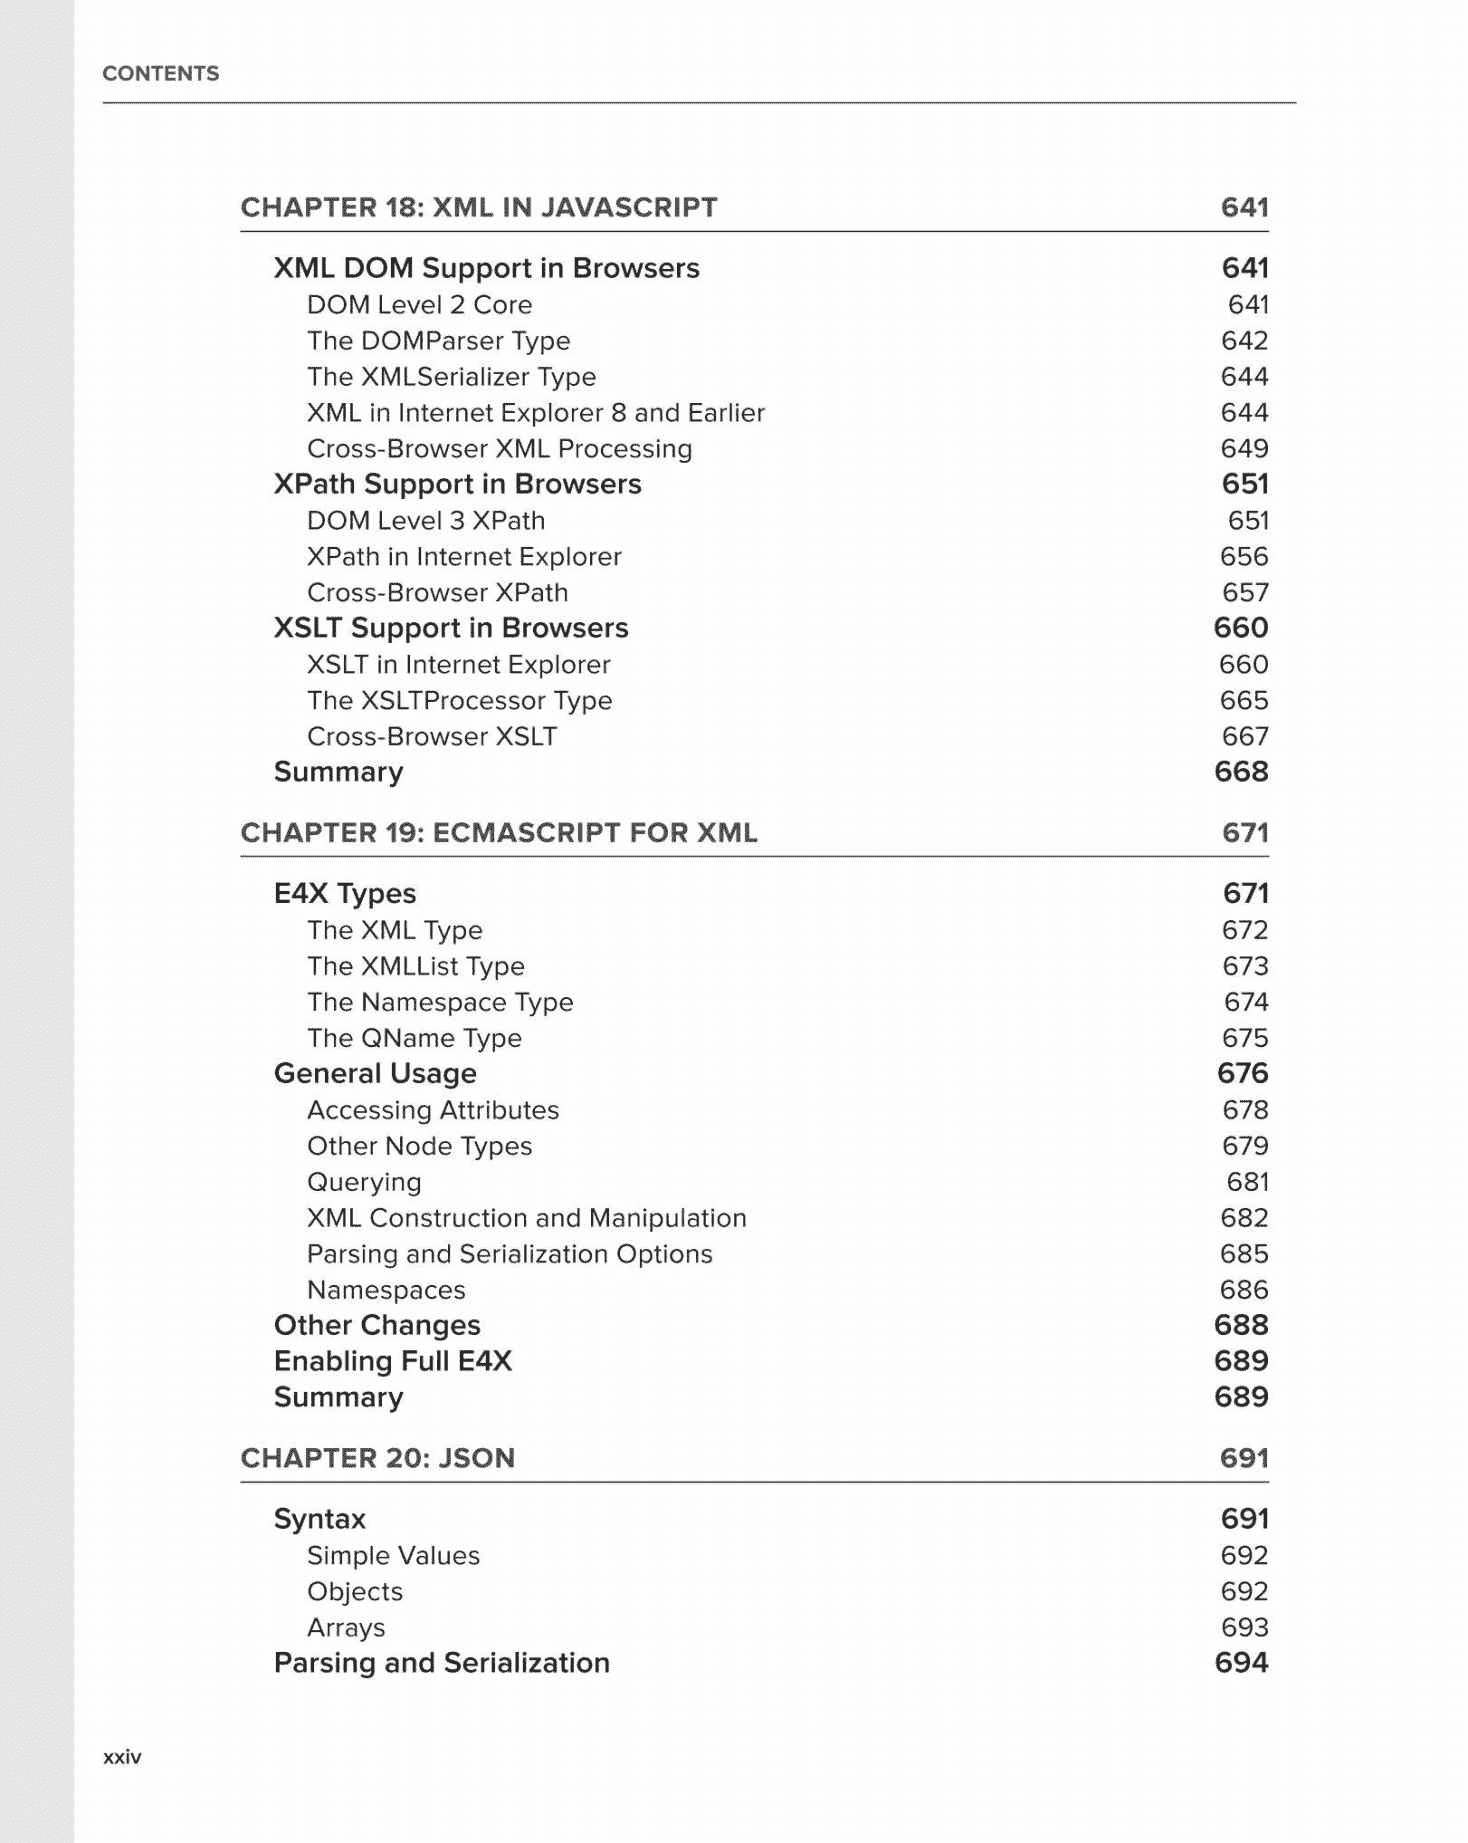 CONTENTS
CHAPTER 18: XML IN JAVASCRIPT 641
XML DOM Support in Browsers 641
DOM Level 2 Core 641
The DOMParser Type 642
The XMLSerializer Type 644
XML in Internet Explorer 8 and Earlier 644
Cross-Browser XML Processing 649
XPath Support in Browsers 651
DOM Level 3 XPath 651
XPath in Internet Explorer 656
Cross-Browser XPath 657
XSLT Support in Browsers 660
XSLT in Internet Explorer 660
The XSLTProcessor Type 665
Cross-Browser XSLT 667
Summary 668
CHAPTER 19: ECMASCRIPT FOR XML 671
E4X Types 671
The XML Type 672
The XMLList Type 673
The Namespace Type 674
The QName Type 675
General Usage 676
Accessing Attributes 678
Other Node Types 679
Querying 681
XML Construction and Manipulation 682
Parsing and Serialization Options 685
Namespaces 686
Other Changes 688
Enabling Full E4X 689
Summary 689
CHAPTER 20: JSON 691
Syntax 691
Simple Values 692
Objects 692
Arrays 693
Parsing and Serialization 694
xxiv